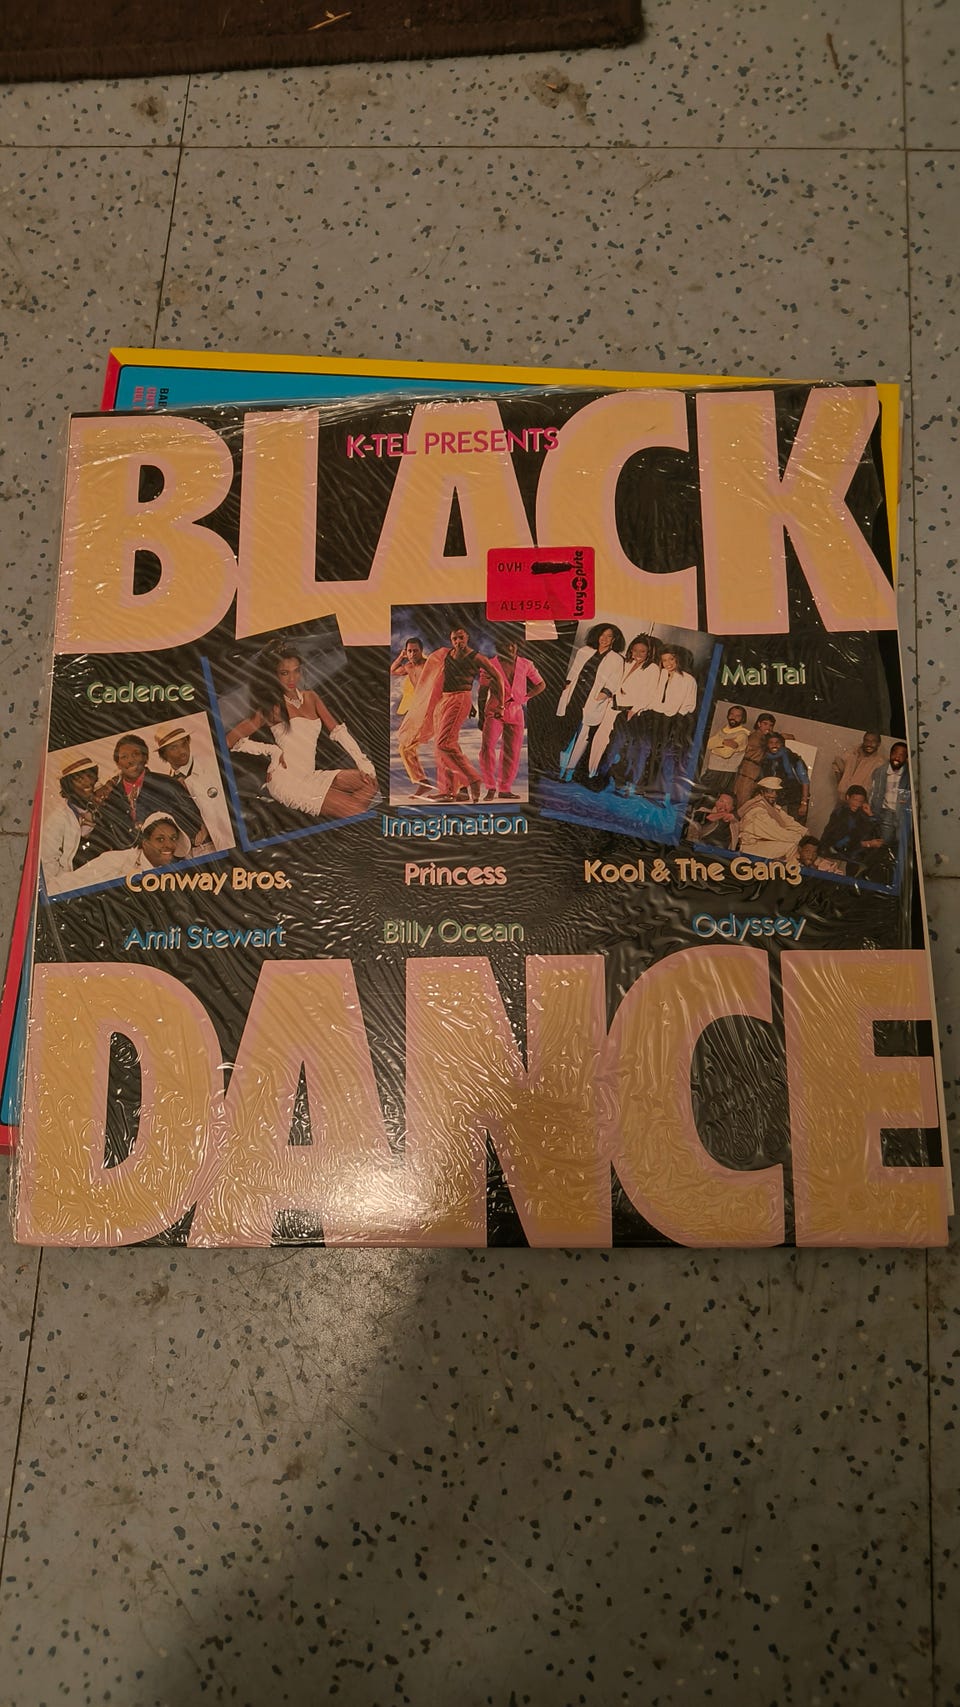 K-TEL PRESENTS
BLACK
OVH
AL1954
levy piste
Cadence
Mai Tai
Imagination
Conway Bros.
Princess
Kool & The Gang
Amii Stewart
Billy Ocean
Odyssey
DANCE